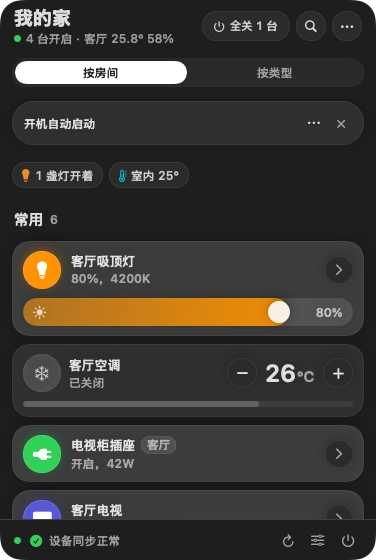 我的家
4 台开启 · 客厅 25.8° 58%
全关 1 台
按房间
按类型
开机自动启动
1 盏灯开着
室内 25°
常用 6
客厅吸顶灯
80%，4200K
80%
客厅空调
已关闭
26°C
电视柜插座 客厅
开启，42W
客厅电视
设备同步正常